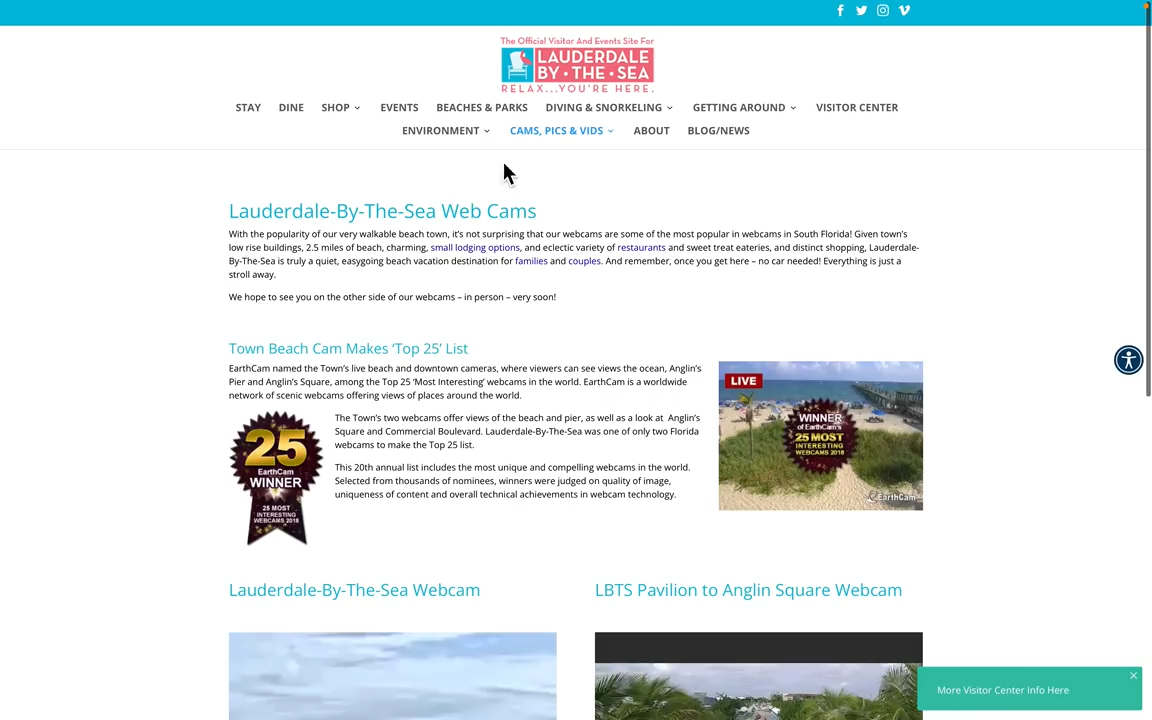 The Official Visitor And Events Site For
LAUDERDALE
BY • THE • SEA
RELAX...YOU'RE HERE.
STAY DINE SHOP EVENTS BEACHES & PARKS DIVING & SNORKELING GETTING AROUND VISITOR CENTER
ENVIRONMENT CAMS, PICS & VIDS ABOUT BLOG/NEWS
Lauderdale-By-The-Sea Web Cams
With the popularity of our very walkable beach town, it's not surprising that our webcams are some of the most popular in webcams in South Florida! Given town's
low rise buildings, 2.5 miles of beach, charming, small lodging options, and eclectic variety of restaurants and sweet treat eateries, and distinct shopping, Lauderdale-
By-The-Sea is truly a quiet, easygoing beach vacation destination for families and couples. And remember, once you get here – no car needed! Everything is just a
stroll away.
We hope to see you on the other side of our webcams – in person – very soon!
Town Beach Cam Makes 'Top 25' List
EarthCam named the Town's live beach and downtown cameras, where viewers can see views the ocean, Anglin's
Pier and Anglin's Square, among the Top 25 'Most Interesting' webcams in the world. EarthCam is a worldwide
network of scenic webcams offering views of places around the world.
25
EarthCam
WINNER
25 MOST
INTERESTING
WEBCAMS 2018
The Town's two webcams offer views of the beach and pier, as well as a look at Anglin's
Square and Commercial Boulevard. Lauderdale-By-The-Sea was one of only two Florida
webcams to make the Top 25 list.
This 20th annual list includes the most unique and compelling webcams in the world.
Selected from thousands of nominees, winners were judged on quality of image,
uniqueness of content and overall technical achievements in webcam technology.
LIVE
WINNER
of EarthCam's
25 MOST
INTERESTING
WEBCAMS 2018
EarthCam
Lauderdale-By-The-Sea Webcam
LBTS Pavilion to Anglin Square Webcam
More Visitor Center Info Here